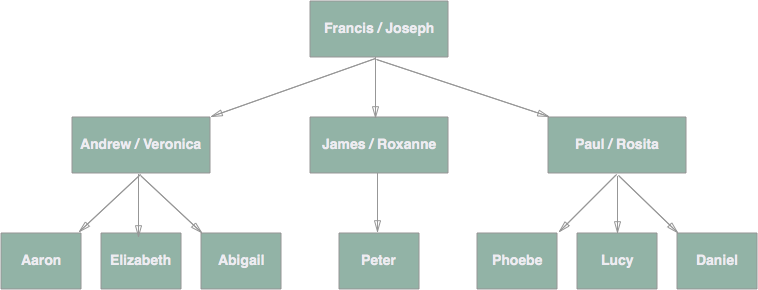 Francis / Joseph
Andrew / Veronica
James / Roxanne
Paul / Rosita
Aaron
Elizabeth
Abigail
Peter
Phoebe
Lucy
Daniel